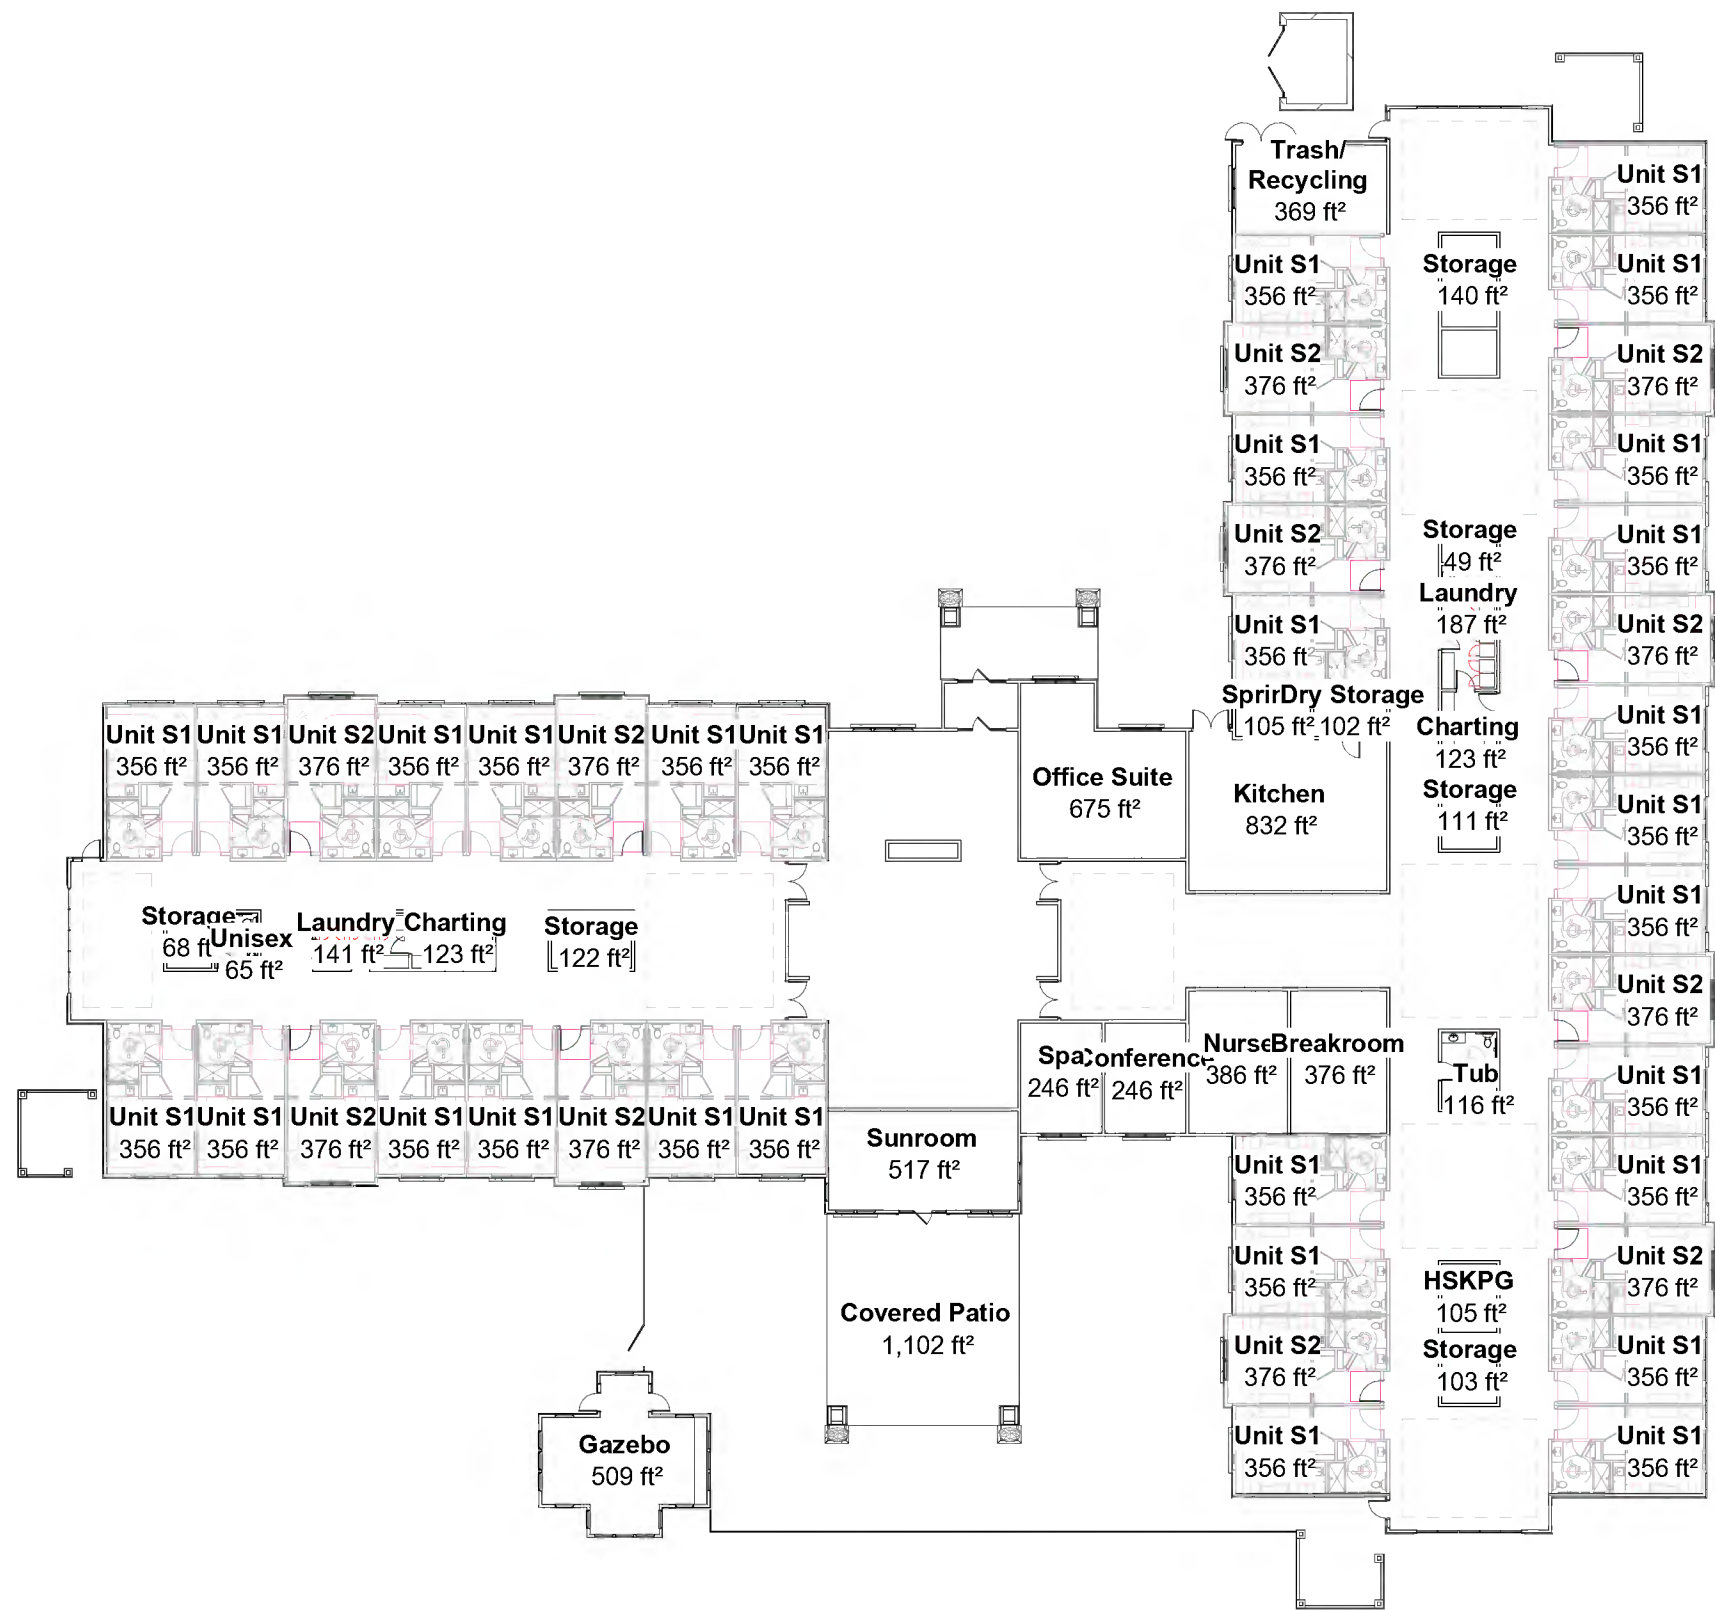 Trash/
Recycling
369 ft²
Unit S1
356 ft²
Unit S1
356 ft²
Storage
140 ft²
Unit S1
356 ft²
Unit S2
376 ft²
Unit S2
376 ft²
Unit S1
356 ft²
Unit S1
356 ft²
Unit S2
376 ft²
Storage
49 ft²
Unit S1
356 ft²
Laundry
187 ft²
Unit S1
356 ft²
Unit S2
376 ft²
Dry Storage
105 ft²
102 ft²
Charting
123 ft²
Unit S1
356 ft²
Unit S1
356 ft²
Unit S1
356 ft²
Unit S2
376 ft²
Unit S1
356 ft²
Unit S1
356 ft²
Unit S2
376 ft²
Unit S1
356 ft²
Unit S1
356 ft²
Office Suite
675 ft²
Kitchen
832 ft²
Storage
111 ft²
Unit S1
356 ft²
Storage
68 ft
Unisex
65 ft²
Laundry
141 ft²
Charting
123 ft²
Storage
122 ft²
Unit S1
356 ft²
Unit S2
376 ft²
Spa
246 ft²
Conference
246 ft²
Nurse
386 ft²
Breakroom
376 ft²
Tub
116 ft²
Unit S1
356 ft²
Unit S1
356 ft²
Unit S1
356 ft²
Unit S2
376 ft²
Unit S1
356 ft²
Unit S1
356 ft²
Unit S2
376 ft²
Unit S1
356 ft²
Unit S1
356 ft²
Sunroom
517 ft²
Unit S1
356 ft²
Unit S1
356 ft²
Unit S1
356 ft²
HSKPG
105 ft²
Unit S2
376 ft²
Covered Patio
1,102 ft²
Unit S2
376 ft²
Storage
103 ft²
Unit S1
356 ft²
Gazebo
509 ft²
Unit S1
356 ft²
Unit S1
356 ft²